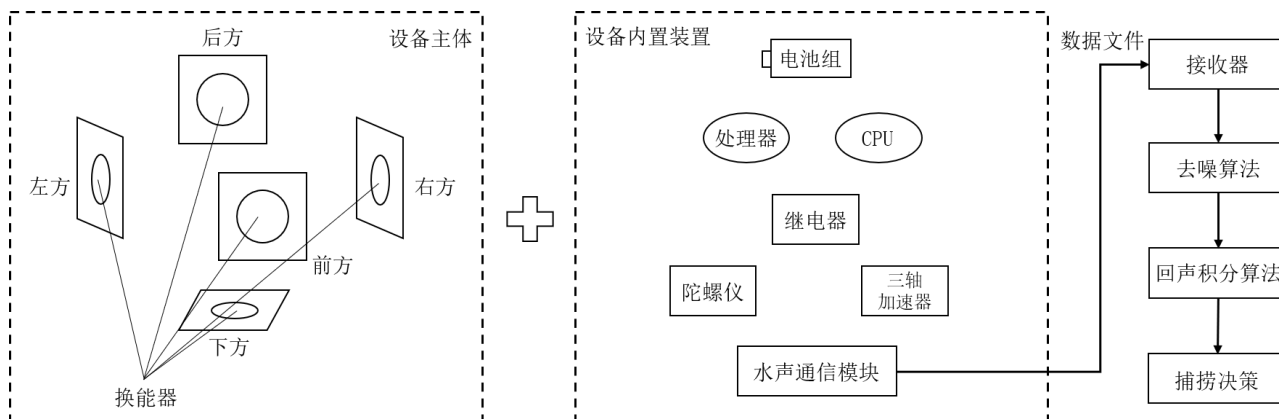 设备主体
后方
左方
右方
前方
下方
换能器
设备内置装置
电池组
处理器
CPU
继电器
陀螺仪
三轴
加速器
水声通信模块
数据文件
接收器
去噪算法
回声积分算法
捕捞决策